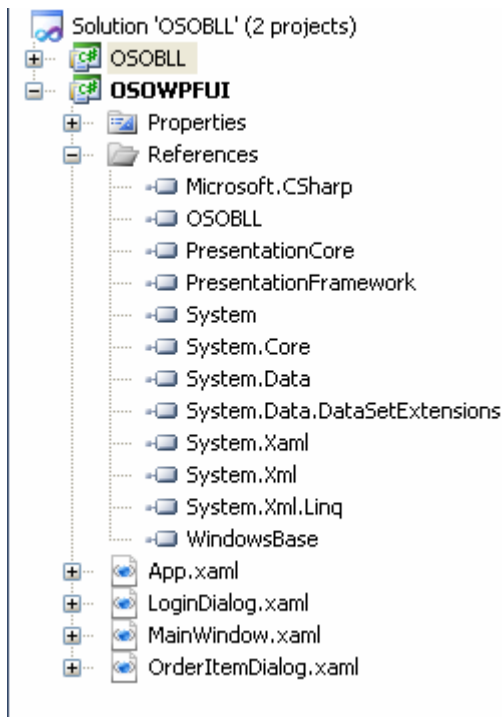 Solution 'OSOBLL' (2 projects)
OSOBLL
OSOWPFUI
Properties
References
Microsoft.CSharp
OSOBLL
PresentationCore
PresentationFramework
System
System.Core
System.Data
System.Data.DataSetExtensions
System.Xaml
System.Xml
System.Xml.Linq
WindowsBase
App.xaml
LoginDialog.xaml
MainWindow.xaml
OrderItemDialog.xaml